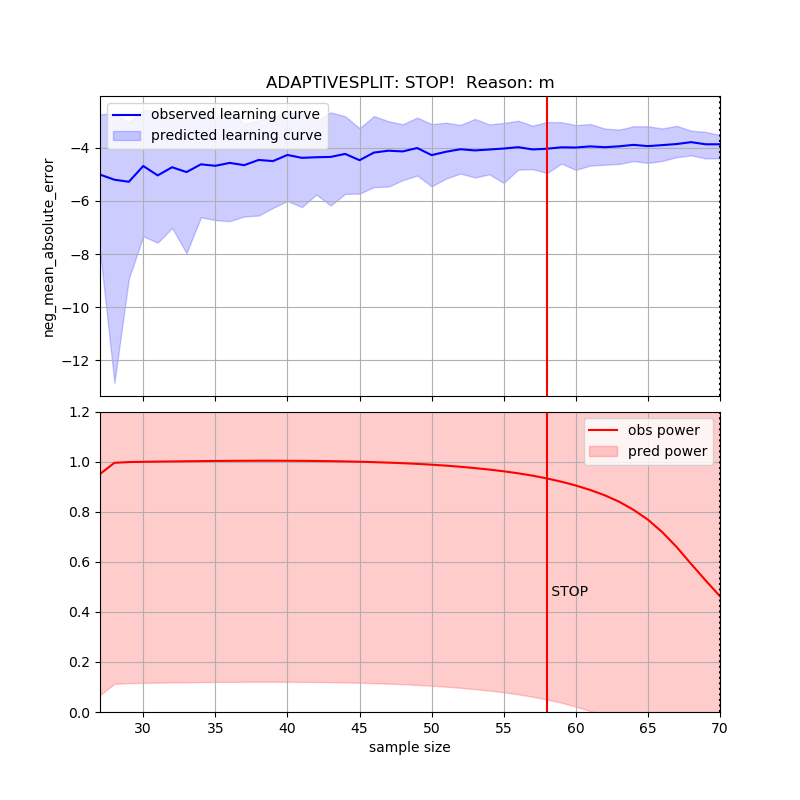 ADAPTIVESPLIT: STOP!  Reason: m
observed learning curve
predicted learning curve
neg_mean_absolute_error
−4
−6
−8
−10
−12
obs power
pred power
1.2
1.0
0.8
0.6
0.4
0.2
0.0
STOP
30 35 40 45 50 55 60 65 70
sample size